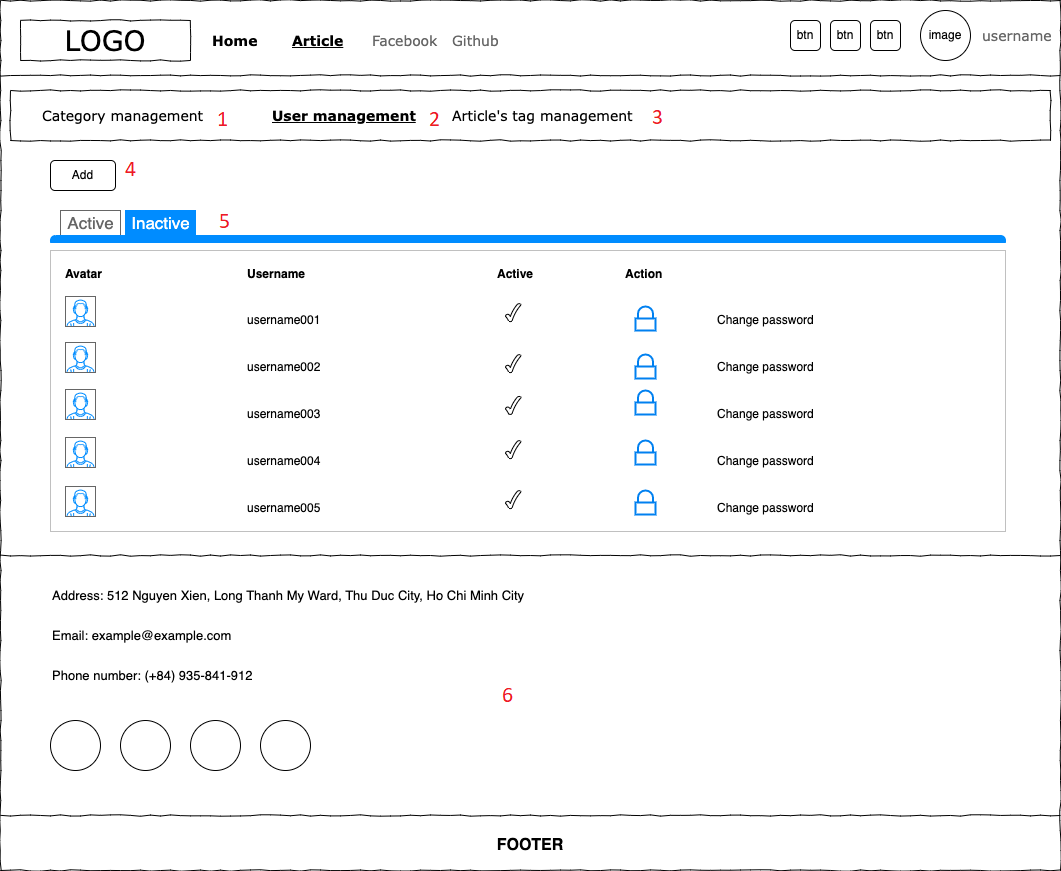 LOGO Home Article Facebook Github btn btn btn image username
Category management 1 User management 2 Article's tag management 3
Add 4
Active Inactive 5
Avatar Username Active Action
username001 Change password
username002 Change password
username003 Change password
username004 Change password
username005 Change password
Address: 512 Nguyen Xien, Long Thanh My Ward, Thu Duc City, Ho Chi Minh City
Email: example@example.com
Phone number: (+84) 935-841-912
6
FOOTER